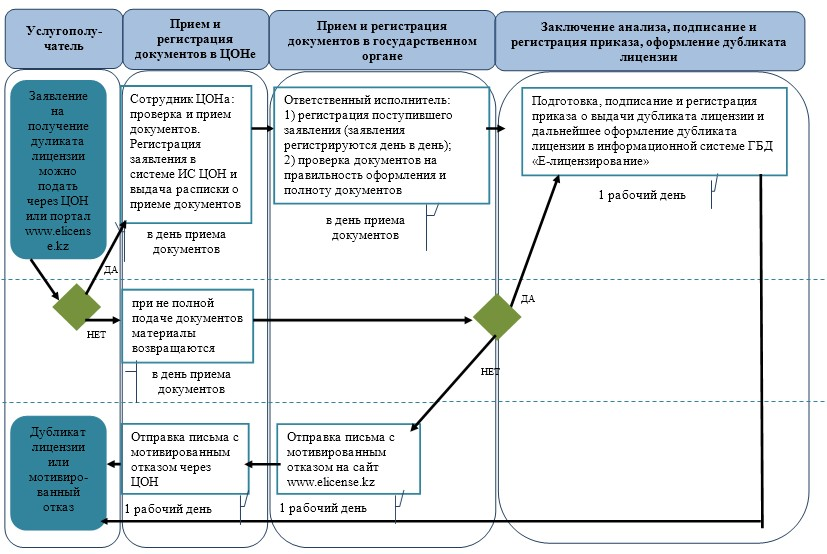 Услугополу-
чатель
Прием и
регистрация
документов в ЦОНе
Прием и регистрация
документов в государственном
органе
Заключение анализа, подписание и
регистрация приказа, оформление дубликата
лицензии
Заявление
на
получение
дуликата
лицензии
можно
подать
через ЦОН
или портал
www.elicens
e.kz
Сотрудник ЦОНа:
проверка и прием
документов.
Регистрация
заявления в
системе ИС ЦОН и
выдача расписки о
приеме документов
Ответственный исполнитель:
1) регистрация поступившего
заявления (заявления
регистрируются день в день);
2) проверка документов на
правильность оформления и
полноту документов
Подготовка, подписание и регистрация
приказа о выдачи дубликата лицензии и
дальнейшее оформление дубликата
лицензии в информационной системе ГБД
«Е-лицензирование»
1 рабочий день
в день приема
документов
в день приема
документов
ДА
НЕТ
при не полной
подаче документов
материалы
возвращаются
ДА
НЕТ
в день приема
документов
Дубликат
лицензии
или
мотивиро-
ванный
отказ
Отправка письма с
мотивированным
отказом через
ЦОН
Отправка письма с
мотивированным
отказом на сайт
www.elicense.kz
1 рабочий день
1 рабочий день